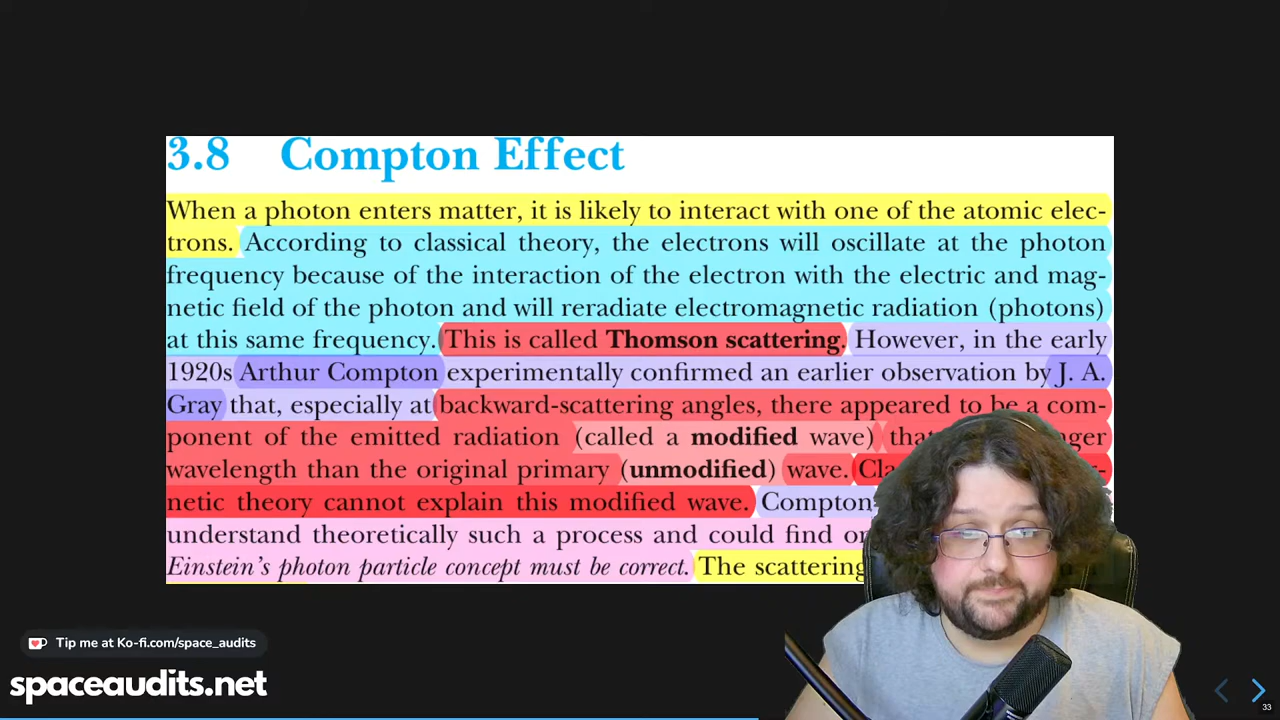 3.8 Compton Effect
When a photon enters matter, it is likely to interact with one of the atomic elec-
trons. According to classical theory, the electrons will oscillate at the photon
frequency because of the interaction of the electron with the electric and mag-
netic field of the photon and will reradiate electromagnetic radiation (photons)
at this same frequency. This is called Thomson scattering. However, in the early
1920s Arthur Compton experimentally confirmed an earlier observation by J. A.
Gray that, especially at backward-scattering angles, there appeared to be a com-
ponent of the emitted radiation (called a modified wave)
wavelength than the original primary (unmodified) wave.
netic theory cannot explain this modified wave. Compton
understand theoretically such a process and could find
Einstein's photon particle concept must be correct. The scattering
Tip me at Ko-fi.com/space_audits
spaceaudits.net
33